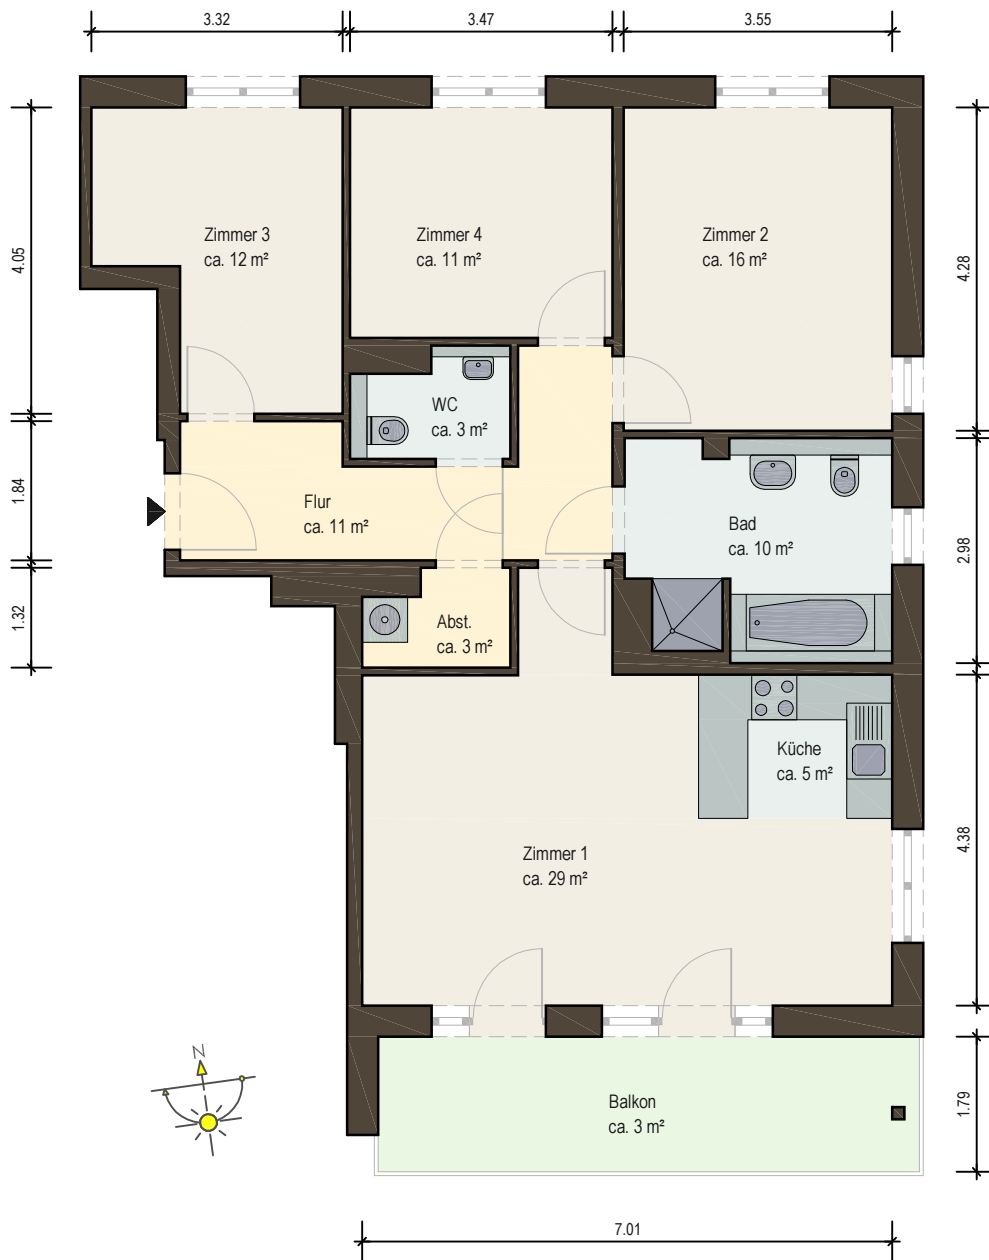 3.32
3.47
3.55
Zimmer 3
ca. 12 m²
Zimmer 4
ca. 11 m²
Zimmer 2
ca. 16 m²
4.05
4.28
WC
ca. 3 m²
Flur
ca. 11 m²
1.84
Bad
ca. 10 m²
2.98
Abst.
ca. 3 m²
1.32
Küche
ca. 5 m²
Zimmer 1
ca. 29 m²
4.38
N
Balkon
ca. 3 m²
1.79
7.01